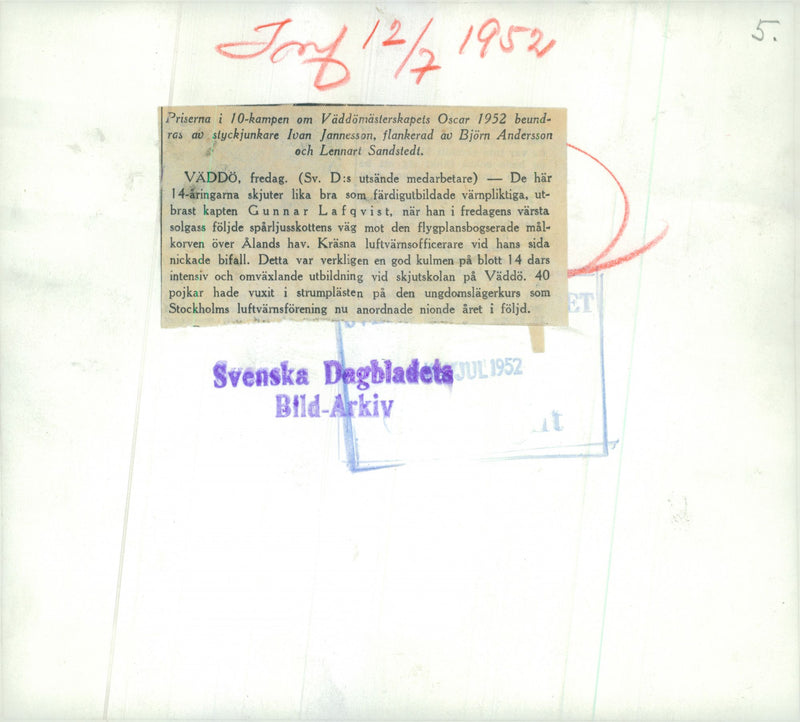 12/7 1952
5.
Priserna i 10-kampen om Väddömästerskapets Oscar 1952 beund-
ras av styckjunkare Ivan Jannesson, flankerad av Björn Andersson
och Lennart Sandstedt.
VÄDDÖ, fredag. (Sv. D:s utsände medarbetare) — De här
14-åringarna skjuter lika bra som färdigutbildade värnpliktiga, ut-
brast kapten Gunnar Lafqvist, när han i fredagens värsta
solgass följde spårljusskottens väg mot den flygplansbogserade mål-
korven över Ålands hav. Kräsna luftvärnsofficerare vid hans sida
nickade bifall. Detta var verkligen en god kulmen på blott 14 dars
intensiv och omväxlande utbildning vid skjutskolan på Väddö. 40
pojkar hade vuxit i strumplästen på den ungdomslägerkurs som
Stockholms luftvärnsförening nu anordnade nionde året i följd.
Svenska Dagbladets
JUL 1952
Bild-Arkiv